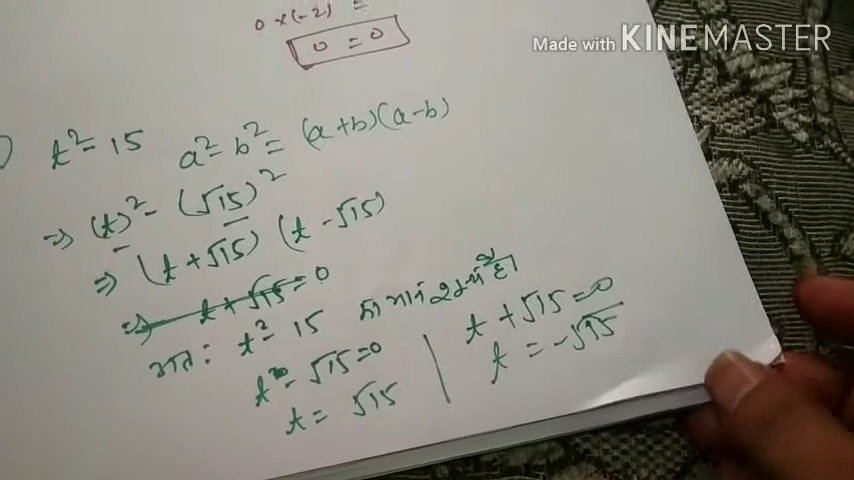 0 × (-2) =
0 = 0
Made with KINEMASTER
t² - 15 a² - b² = (a+b)(a-b)
⇒ (t)² - (√15)²
⇒ (t + √15) (t - √15)
⇒ t + √15 = 0
अतः t² - 15 का मान शून्य है।
t - √15 = 0
t = √15
t + √15 = 0
t = -√15